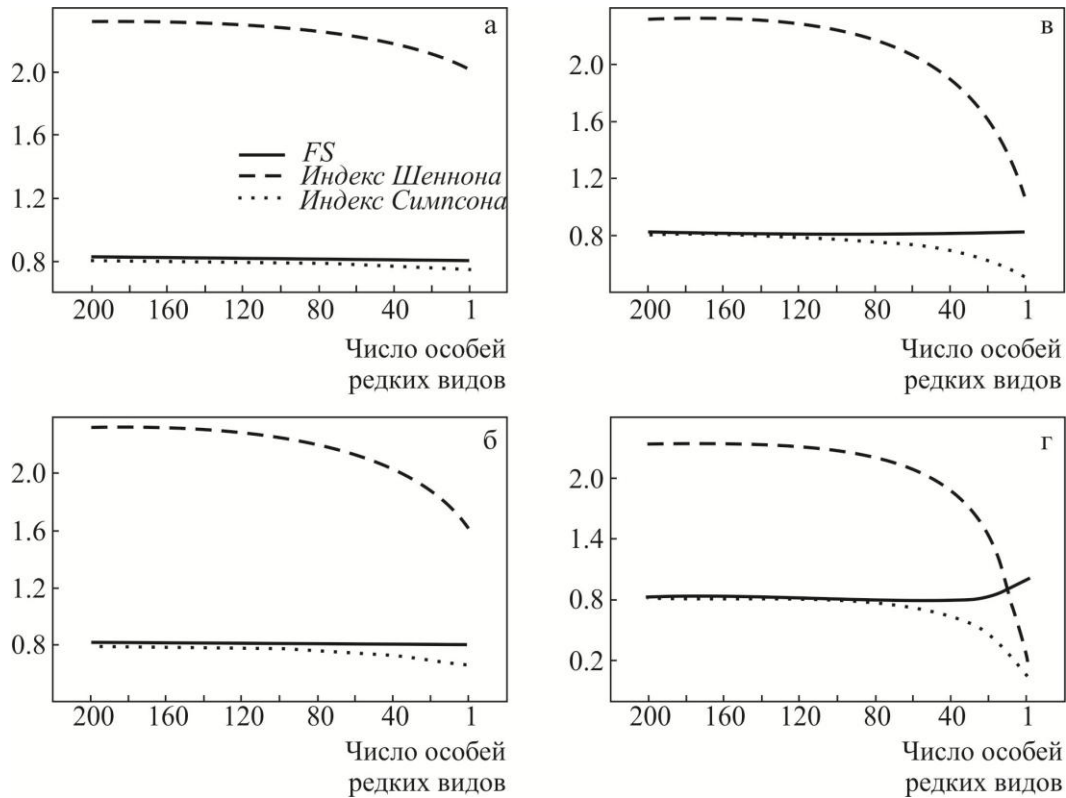 а
2.0
1.6
1.2
0.8
FS
Индекс Шеннона
Индекс Симпсона
200 160 120 80 40 1
Число особей
редких видов
в
2.0
1.6
1.2
0.8
200 160 120 80 40 1
Число особей
редких видов
б
2.0
1.6
1.2
0.8
200 160 120 80 40 1
Число особей
редких видов
г
2.0
1.4
0.8
0.2
200 160 120 80 40 1
Число особей
редких видов